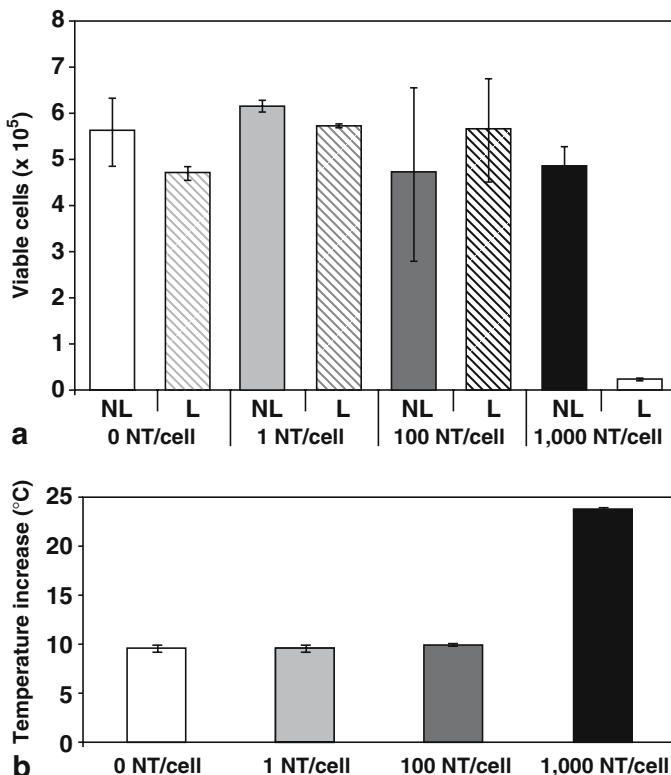 8
7
6
5
4
3
2
1
0
Viable cells (x 10⁵)
NL L NL L NL L NL L
0 NT/cell 1 NT/cell 100 NT/cell 1,000 NT/cell
a
25
20
15
10
5
0
Temperature increase (°C)
0 NT/cell 1 NT/cell 100 NT/cell 1,000 NT/cell
b